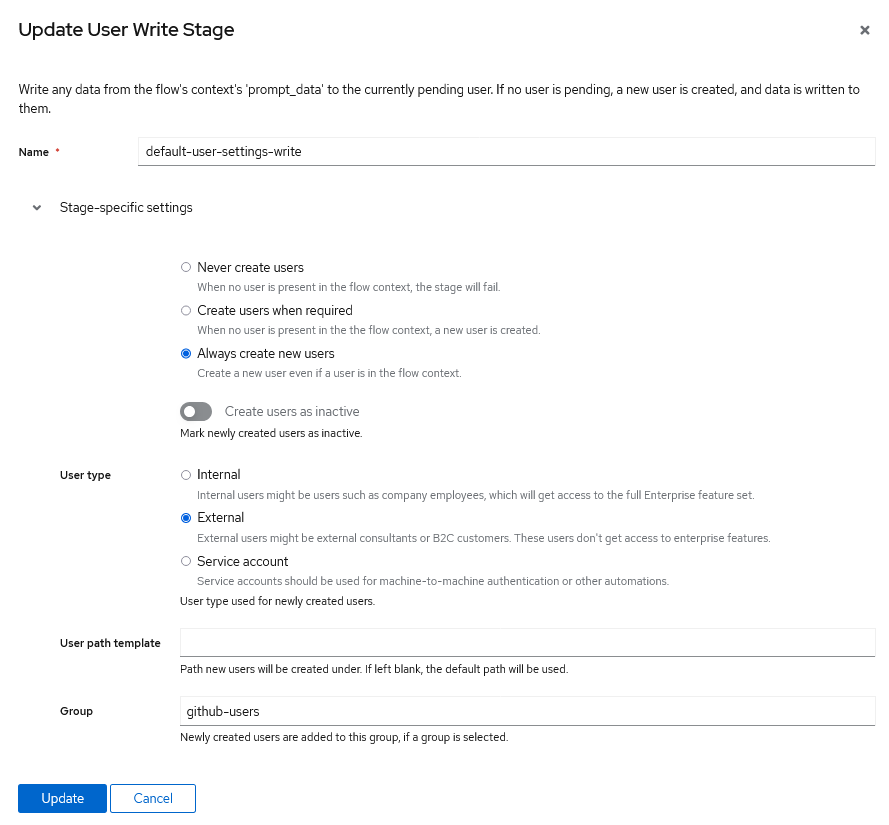 Update User Write Stage
Write any data from the flow's context's 'prompt_data' to the currently pending user. If no user is pending, a new user is created, and data is written to
them.
Name *
default-user-settings-write
Stage-specific settings
Never create users
When no user is present in the flow context, the stage will fail.
Create users when required
When no user is present in the the flow context, a new user is created.
Always create new users
Create a new user even if a user is in the flow context.
Create users as inactive
Mark newly created users as inactive.
User type
Internal
Internal users might be users such as company employees, which will get access to the full Enterprise feature set.
External
External users might be external consultants or B2C customers. These users don't get access to enterprise features.
Service account
Service accounts should be used for machine-to-machine authentication or other automations.
User type used for newly created users.
User path template
Path new users will be created under. If left blank, the default path will be used.
Group
github-users
Newly created users are added to this group, if a group is selected.
Update
Cancel